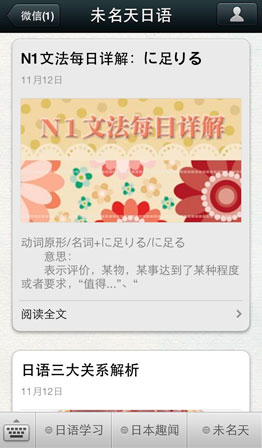 微信(1)
未名天日语
N1文法每日详解：に足りる
11月12日
N1文法每日详解
动词原形/名词+に足りる/に足る
意思：
表示评价，某物，某事达到了某种程度
或者要求，“值得...”、“
阅读全文
日语三大关系解析
11月12日
日语学习
日本趣闻
未名天